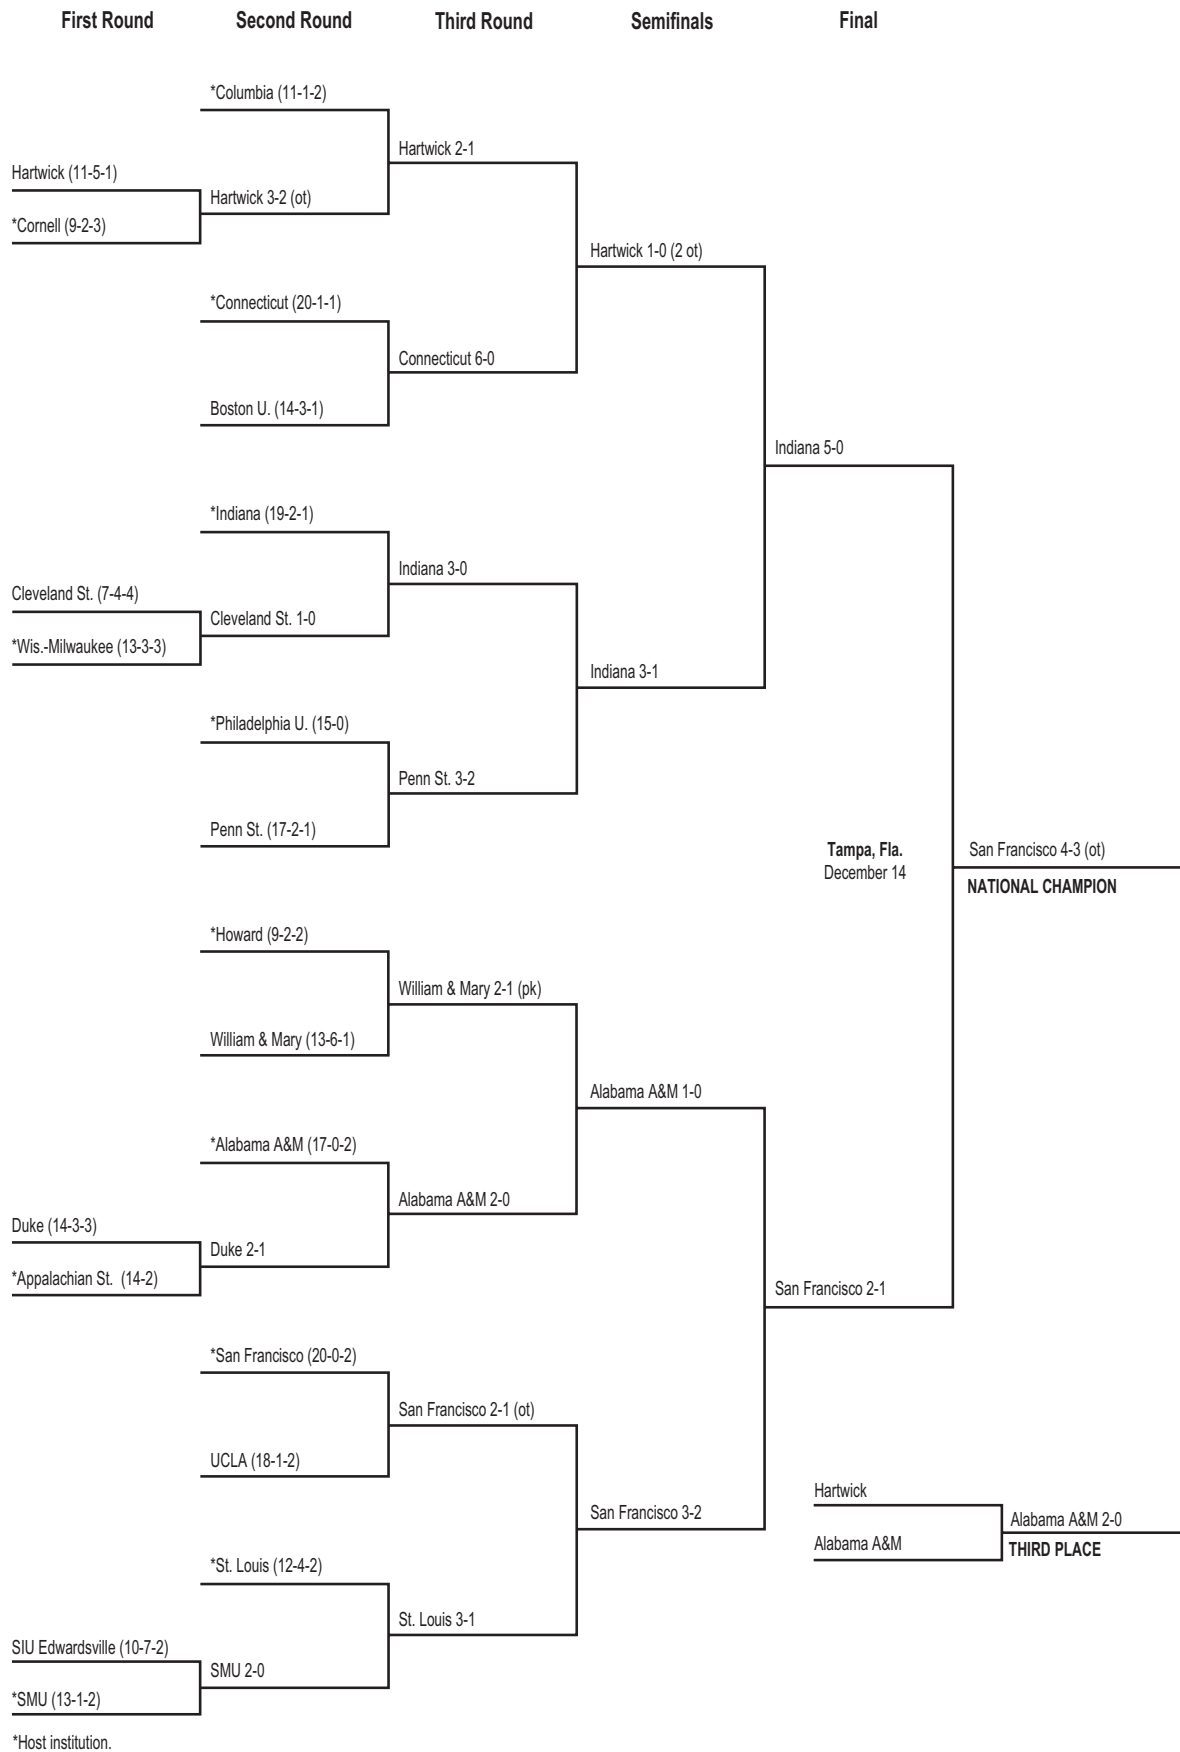 First Round
Second Round
Third Round
Semifinals
Final
*Columbia (11-1-2)
Hartwick 2-1
Hartwick (11-5-1)
Hartwick 3-2 (ot)
*Cornell (9-2-3)
Hartwick 1-0 (2 ot)
*Connecticut (20-1-1)
Connecticut 6-0
Boston U. (14-3-1)
Indiana 5-0
*Indiana (19-2-1)
Indiana 3-0
Cleveland St. (7-4-4)
Cleveland St. 1-0
*Wis.-Milwaukee (13-3-3)
Indiana 3-1
*Philadelphia U. (15-0)
Penn St. 3-2
Penn St. (17-2-1)
Tampa, Fla.
December 14
San Francisco 4-3 (ot)
NATIONAL CHAMPION
*Howard (9-2-2)
William & Mary 2-1 (pk)
William & Mary (13-6-1)
Alabama A&M 1-0
*Alabama A&M (17-0-2)
Alabama A&M 2-0
Duke (14-3-3)
Duke 2-1
*Appalachian St.  (14-2)
San Francisco 2-1
*San Francisco (20-0-2)
San Francisco 2-1 (ot)
UCLA (18-1-2)
San Francisco 3-2
Hartwick
Alabama A&M 2-0
Alabama A&M
THIRD PLACE
*St. Louis (12-4-2)
St. Louis 3-1
SIU Edwardsville (10-7-2)
SMU 2-0
*SMU (13-1-2)
*Host institution.